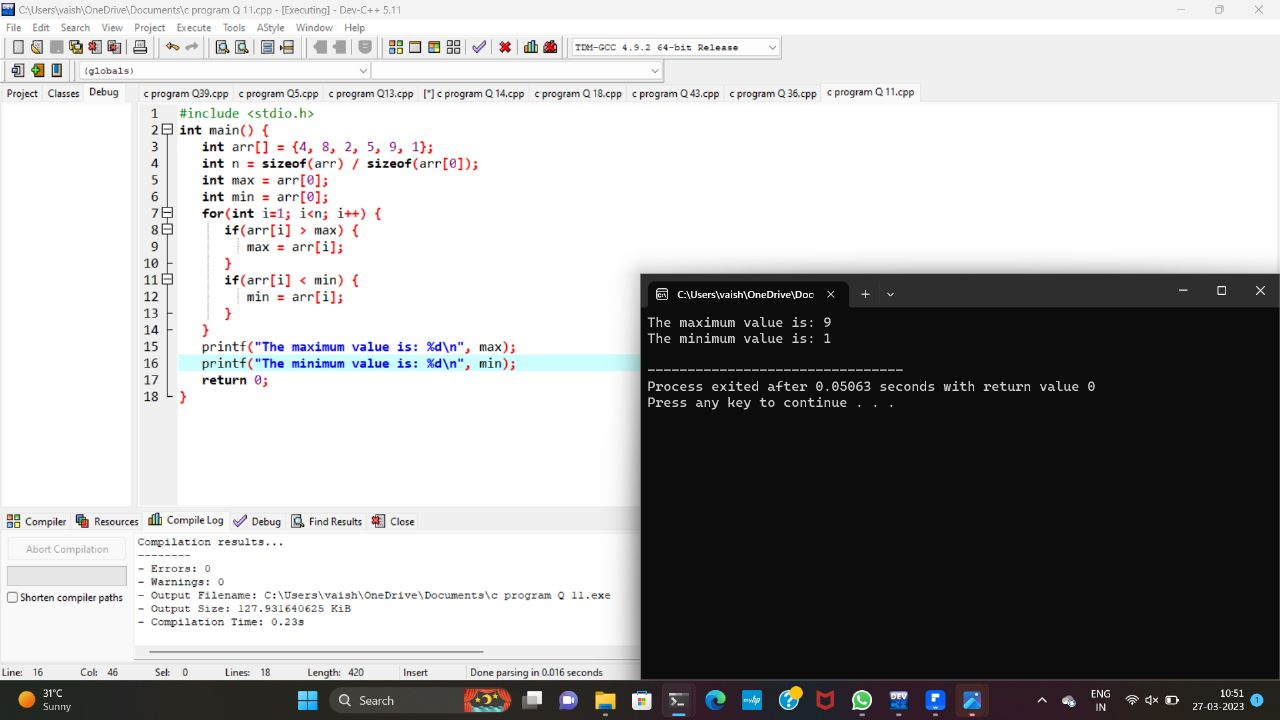 C:\Users\vaish\OneDrive\Documents\c program Q 11.cpp - [Executing] - Dev-C++ 5.11
File Edit Search View Project Execute Tools AStyle Window Help
TDM-GCC 4.9.2 64-bit Release
(globals)
Project Classes Debug
c program Q39.cpp c program Q5.cpp c program Q13.cpp [*] c program Q 14.cpp c program Q 18.cpp c program Q 43.cpp c program Q 36.cpp c program Q 11.cpp
1 #include <stdio.h>
2 int main() {
3 int arr[] = {4, 8, 2, 5, 9, 1};
4 int n = sizeof(arr) / sizeof(arr[0]);
5 int max = arr[0];
6 int min = arr[0];
7 for(int i=1; i<n; i++) {
8 if(arr[i] > max) {
9 max = arr[i];
10 }
11 if(arr[i] < min) {
12 min = arr[i];
13 }
14 }
15 printf("The maximum value is: %d\n", max);
16 printf("The minimum value is: %d\n", min);
17 return 0;
18 }
C:\Users\vaish\OneDrive\Doc
The maximum value is: 9
The minimum value is: 1
--------------------------------
Process exited after 0.05063 seconds with return value 0
Press any key to continue . . .
Compiler Resources Compile Log Debug Find Results Close
Abort Compilation
Shorten compiler paths
Compilation results...
--------
- Errors: 0
- Warnings: 0
- Output Filename: C:\Users\vaish\OneDrive\Documents\c program Q 11.exe
- Output Size: 127.931640625 KiB
- Compilation Time: 0.23s
Line: 16 Col: 46 Sel: 0 Lines: 18 Length: 420 Insert Done parsing in 0.016 seconds
31°C
Sunny
Search
ENG
IN
10:51
27-03-2023
1